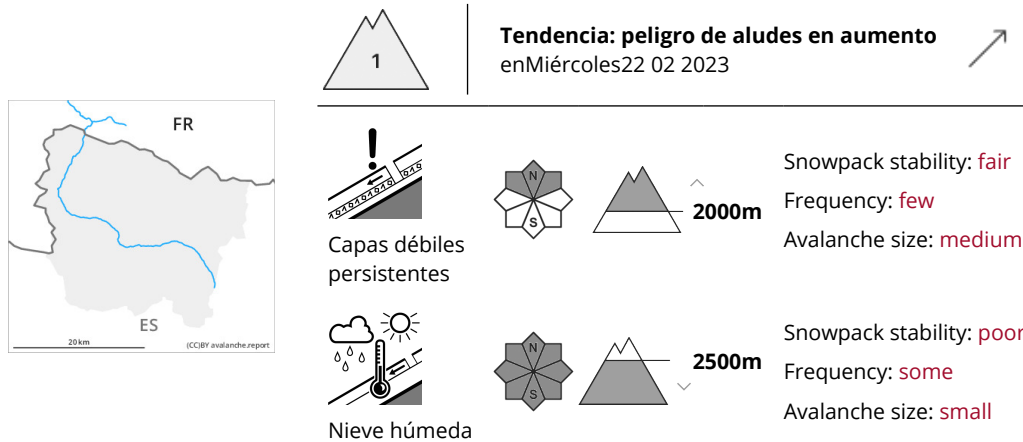 1
Tendencia: peligro de aludes en aumento
enMiércoles22 02 2023
FR
ES
20 km
(CC)BY avalanche.report
Capas débiles
persistentes
N
S
2000m
Snowpack stability: fair
Frequency: few
Avalanche size: medium
Nieve húmeda
N
S
2500m
Snowpack stability: poor
Frequency: some
Avalanche size: small